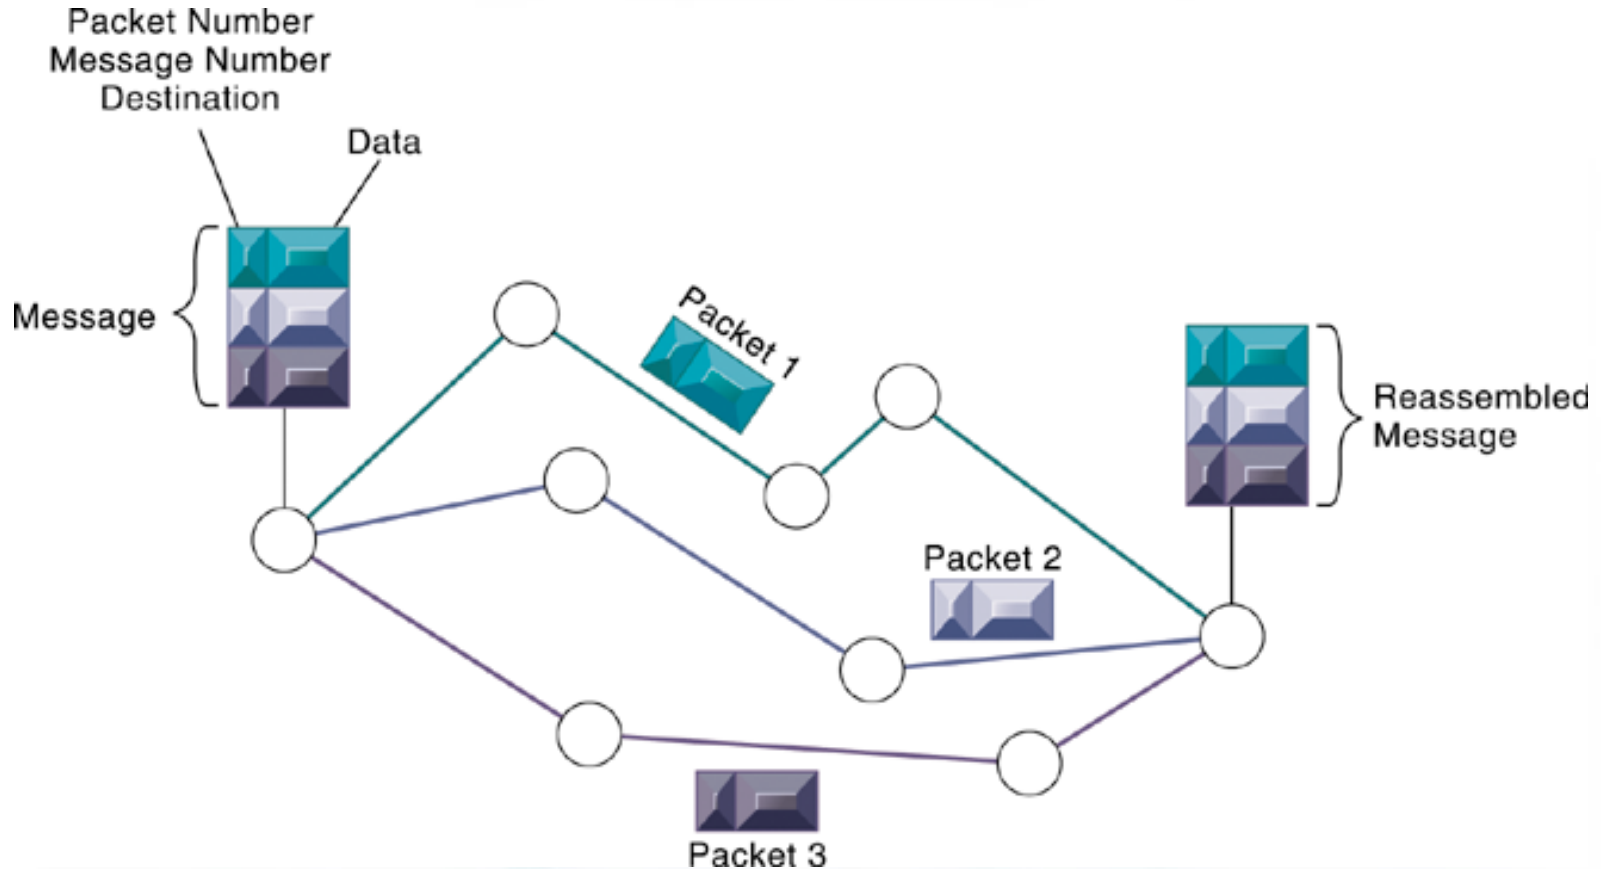 Packet Number
Message Number
Destination
Data
Message
Packet 1
Reassembled
Message
Packet 2
Packet 3